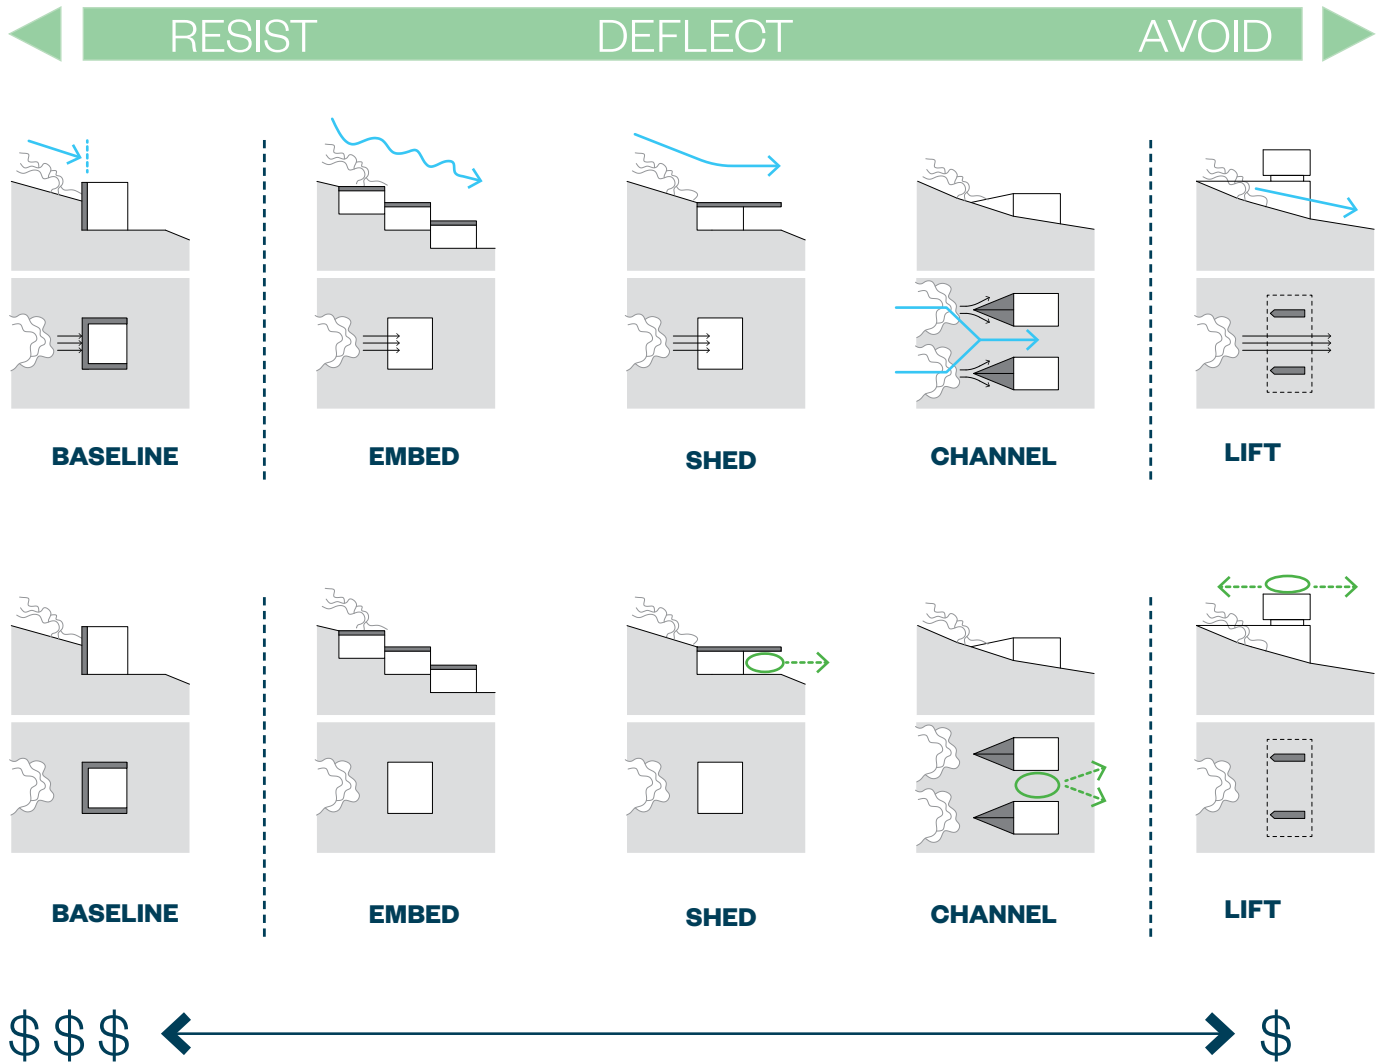 RESIST DEFLECT AVOID
BASELINE EMBED SHED CHANNEL LIFT
BASELINE EMBED SHED CHANNEL LIFT
$$$ $